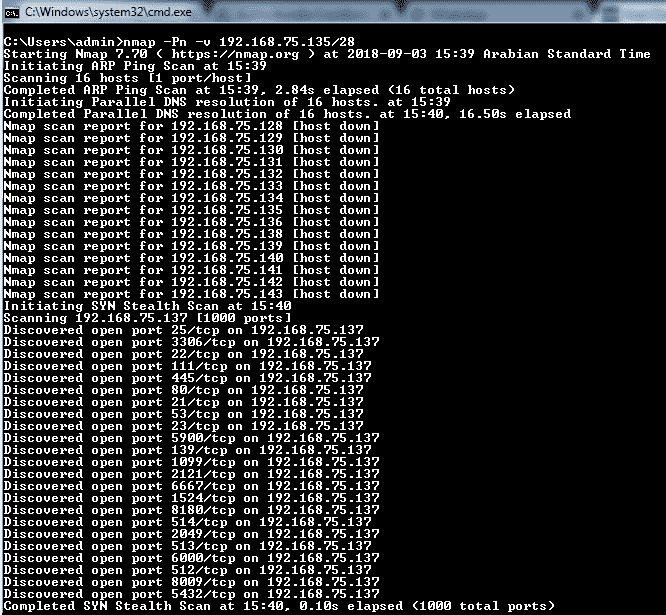 C:\Windows\system32\cmd.exe
C:\Users\admin>nmap -Pn -v 192.168.75.135/28
Starting Nmap 7.70 ( https://nmap.org ) at 2018-09-03 15:39 Arabian Standard Time
Initiating ARP Ping Scan at 15:39
Scanning 16 hosts [1 port/host]
Completed ARP Ping Scan at 15:39, 2.84s elapsed (16 total hosts)
Initiating Parallel DNS resolution of 16 hosts. at 15:39
Completed Parallel DNS resolution of 16 hosts. at 15:40, 16.50s elapsed
Nmap scan report for 192.168.75.128 [host down]
Nmap scan report for 192.168.75.129 [host down]
Nmap scan report for 192.168.75.130 [host down]
Nmap scan report for 192.168.75.131 [host down]
Nmap scan report for 192.168.75.132 [host down]
Nmap scan report for 192.168.75.133 [host down]
Nmap scan report for 192.168.75.134 [host down]
Nmap scan report for 192.168.75.135 [host down]
Nmap scan report for 192.168.75.136 [host down]
Nmap scan report for 192.168.75.138 [host down]
Nmap scan report for 192.168.75.139 [host down]
Nmap scan report for 192.168.75.140 [host down]
Nmap scan report for 192.168.75.141 [host down]
Nmap scan report for 192.168.75.142 [host down]
Nmap scan report for 192.168.75.143 [host down]
Initiating SYN Stealth Scan at 15:40
Scanning 192.168.75.137 [1000 ports]
Discovered open port 25/tcp on 192.168.75.137
Discovered open port 3306/tcp on 192.168.75.137
Discovered open port 22/tcp on 192.168.75.137
Discovered open port 111/tcp on 192.168.75.137
Discovered open port 445/tcp on 192.168.75.137
Discovered open port 80/tcp on 192.168.75.137
Discovered open port 21/tcp on 192.168.75.137
Discovered open port 53/tcp on 192.168.75.137
Discovered open port 23/tcp on 192.168.75.137
Discovered open port 5900/tcp on 192.168.75.137
Discovered open port 139/tcp on 192.168.75.137
Discovered open port 1099/tcp on 192.168.75.137
Discovered open port 2121/tcp on 192.168.75.137
Discovered open port 6667/tcp on 192.168.75.137
Discovered open port 1524/tcp on 192.168.75.137
Discovered open port 8180/tcp on 192.168.75.137
Discovered open port 514/tcp on 192.168.75.137
Discovered open port 2049/tcp on 192.168.75.137
Discovered open port 513/tcp on 192.168.75.137
Discovered open port 6000/tcp on 192.168.75.137
Discovered open port 512/tcp on 192.168.75.137
Discovered open port 8009/tcp on 192.168.75.137
Discovered open port 5432/tcp on 192.168.75.137
Completed SYN Stealth Scan at 15:40, 0.10s elapsed (1000 total ports)